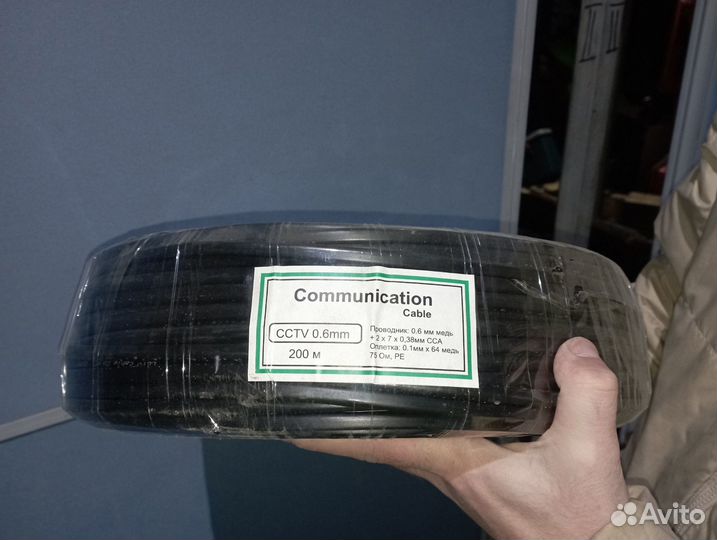 Communication
Cable
CCTV 0.6mm
200 м
Проводник: 0.6 мм медь
+ 2 x 7 x 0,38мм CCA
Оплетка: 0.1мм x 64 медь
75 Ом, PE
Avito